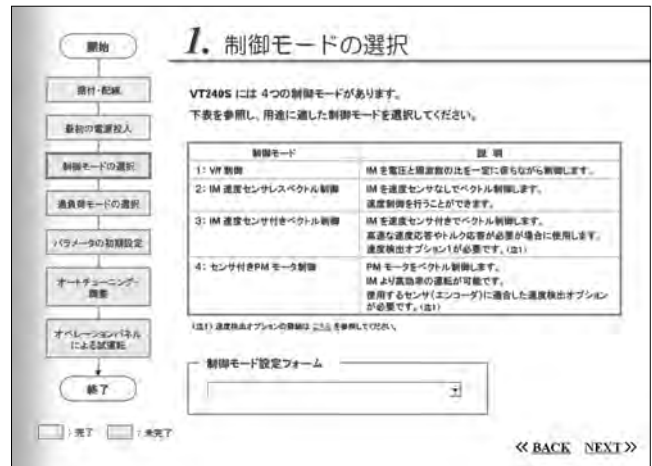 開始
据付・配線
最初の電源投入
制御モードの選択
過負荷モードの選択
パラメータの初期設定
オートチューニング・
調整
オペレーションパネル
による試運転
終了
：完了
：未完了
1. 制御モードの選択
VT240S には 4つの制御モードがあります。
下表を参照し、用途に適した制御モードを選択してください。
制御モード 説 明
1： V/f 制御 IM を電圧と周波数の比を一定に保ちながら制御します。
2： IM 速度センサレスベクトル制御 IM を速度センサなしでベクトル制御します。
速度制御を行うことができます。
3： IM 速度センサ付きベクトル制御 IM を速度センサ付きでベクトル制御します。
高速な速度応答やトルク応答が必要が場合に使用します。
速度検出オプション1が必要です。(注1)
4： センサ付きPM モータ制御 PM モータをベクトル制御します。
IM より高効率の運転が可能です。
使用するセンサ(エンコーダ)に適合した速度検出オプション
が必要です。(注1)
(注1) 速度検出オプションの詳細は こちら を参照してください。
制御モード設定フォーム
≪ BACK NEXT ≫